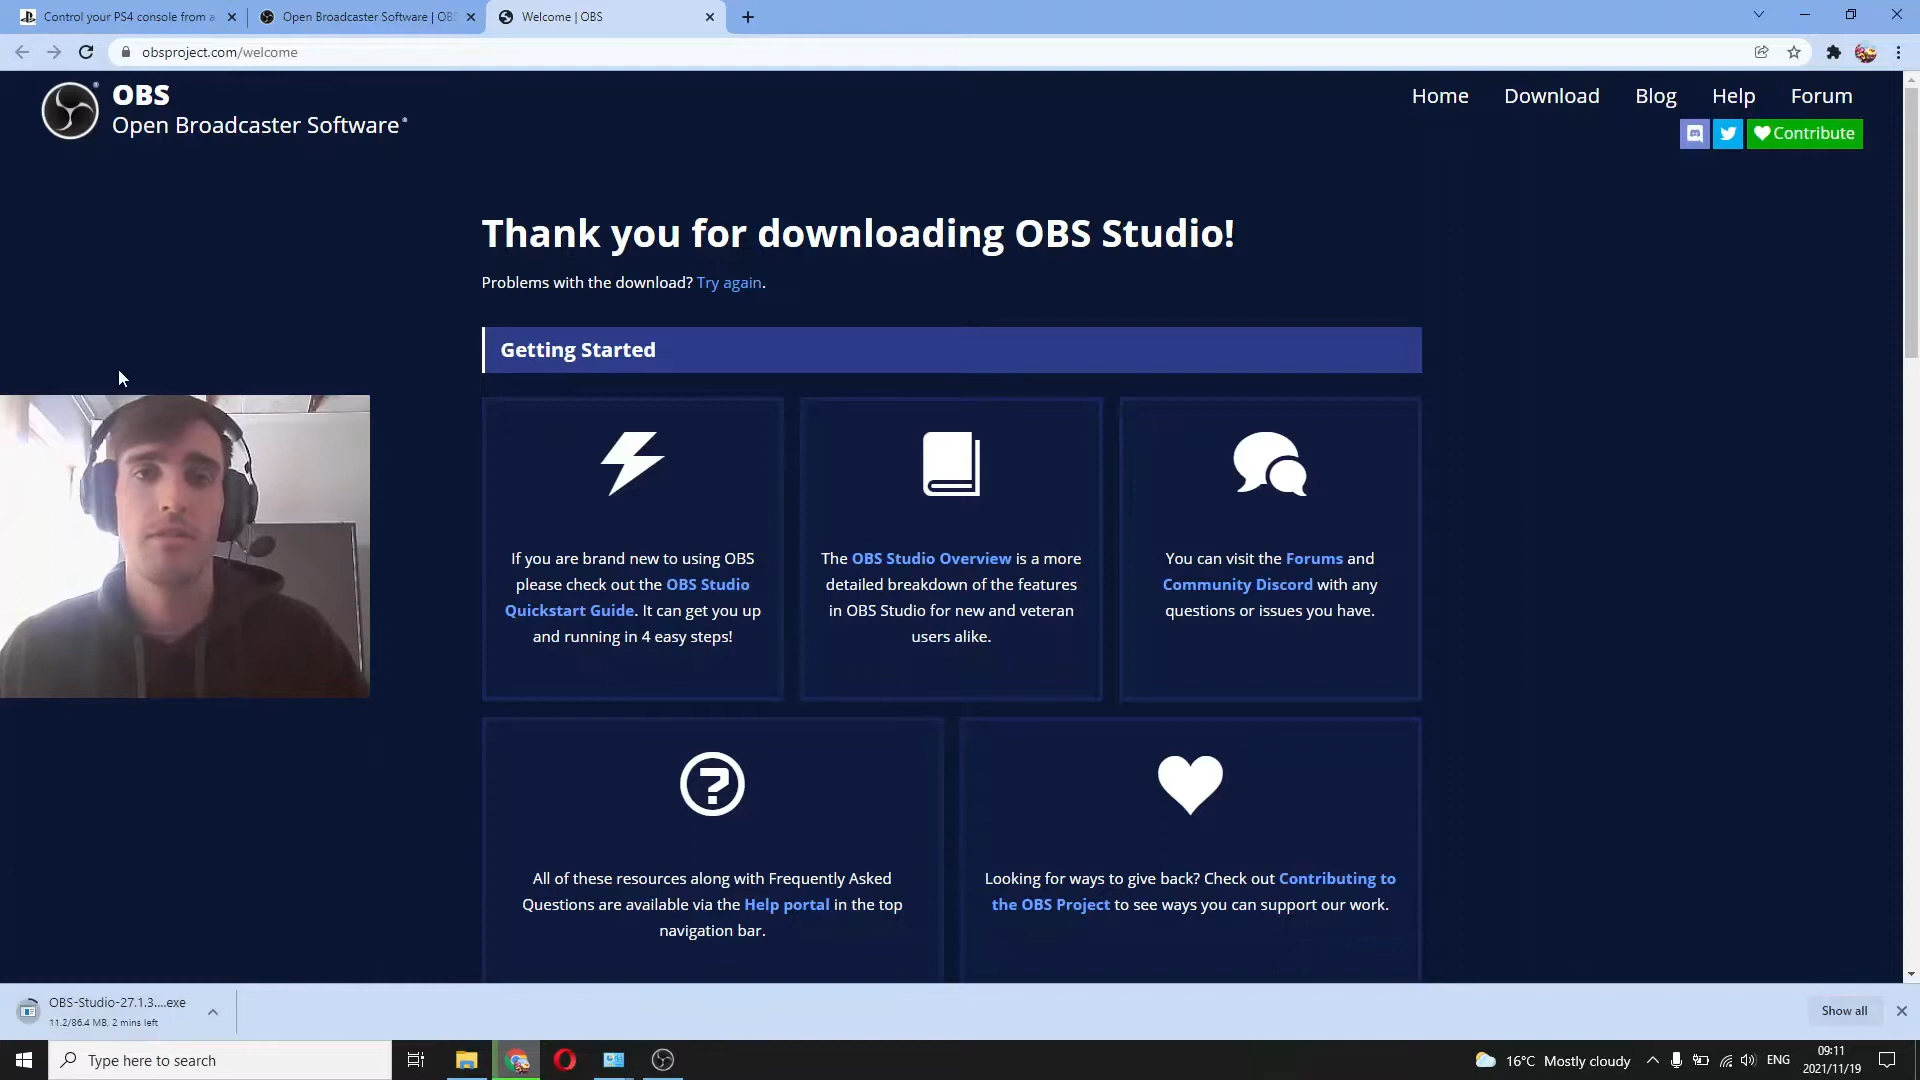 Control your PS4 console from a
Open Broadcaster Software | OBS
Welcome | OBS
obsproject.com/welcome
OBS
Open Broadcaster Software
Home
Download
Blog
Help
Forum
Contribute
Thank you for downloading OBS Studio!
Problems with the download? Try again.
Getting Started
If you are brand new to using OBS
please check out the OBS Studio
Quickstart Guide. It can get you up
and running in 4 easy steps!
The OBS Studio Overview is a more
detailed breakdown of the features
in OBS Studio for new and veteran
users alike.
You can visit the Forums and
Community Discord with any
questions or issues you have.
All of these resources along with Frequently Asked
Questions are available via the Help portal in the top
navigation bar.
Looking for ways to give back? Check out Contributing to
the OBS Project to see ways you can support our work.
OBS-Studio-27.1.3....exe
11.2/86.4 MB, 2 mins left
Show all
Type here to search
16°C Mostly cloudy
ENG
09:11
2021/11/19